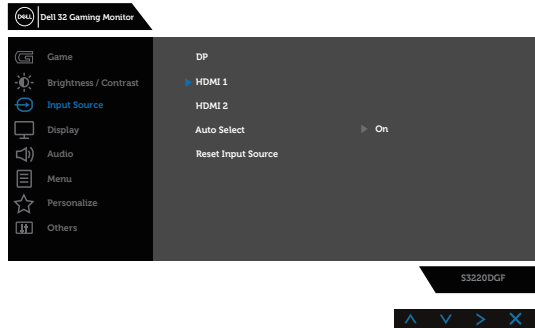 DELL Dell 32 Gaming Monitor
Game
DP
Brightness / Contrast
HDMI 1
Input Source
HDMI 2
Display
Auto Select On
Audio
Reset Input Source
Menu
Personalize
Others
S3220DGF